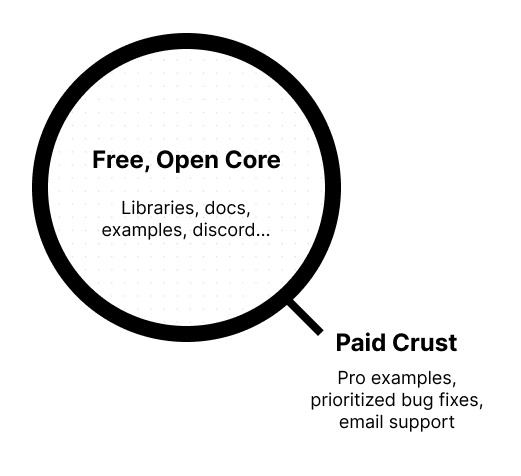 Free, Open Core
Libraries, docs,
examples, discord...
Paid Crust
Pro examples,
prioritized bug fixes,
email support